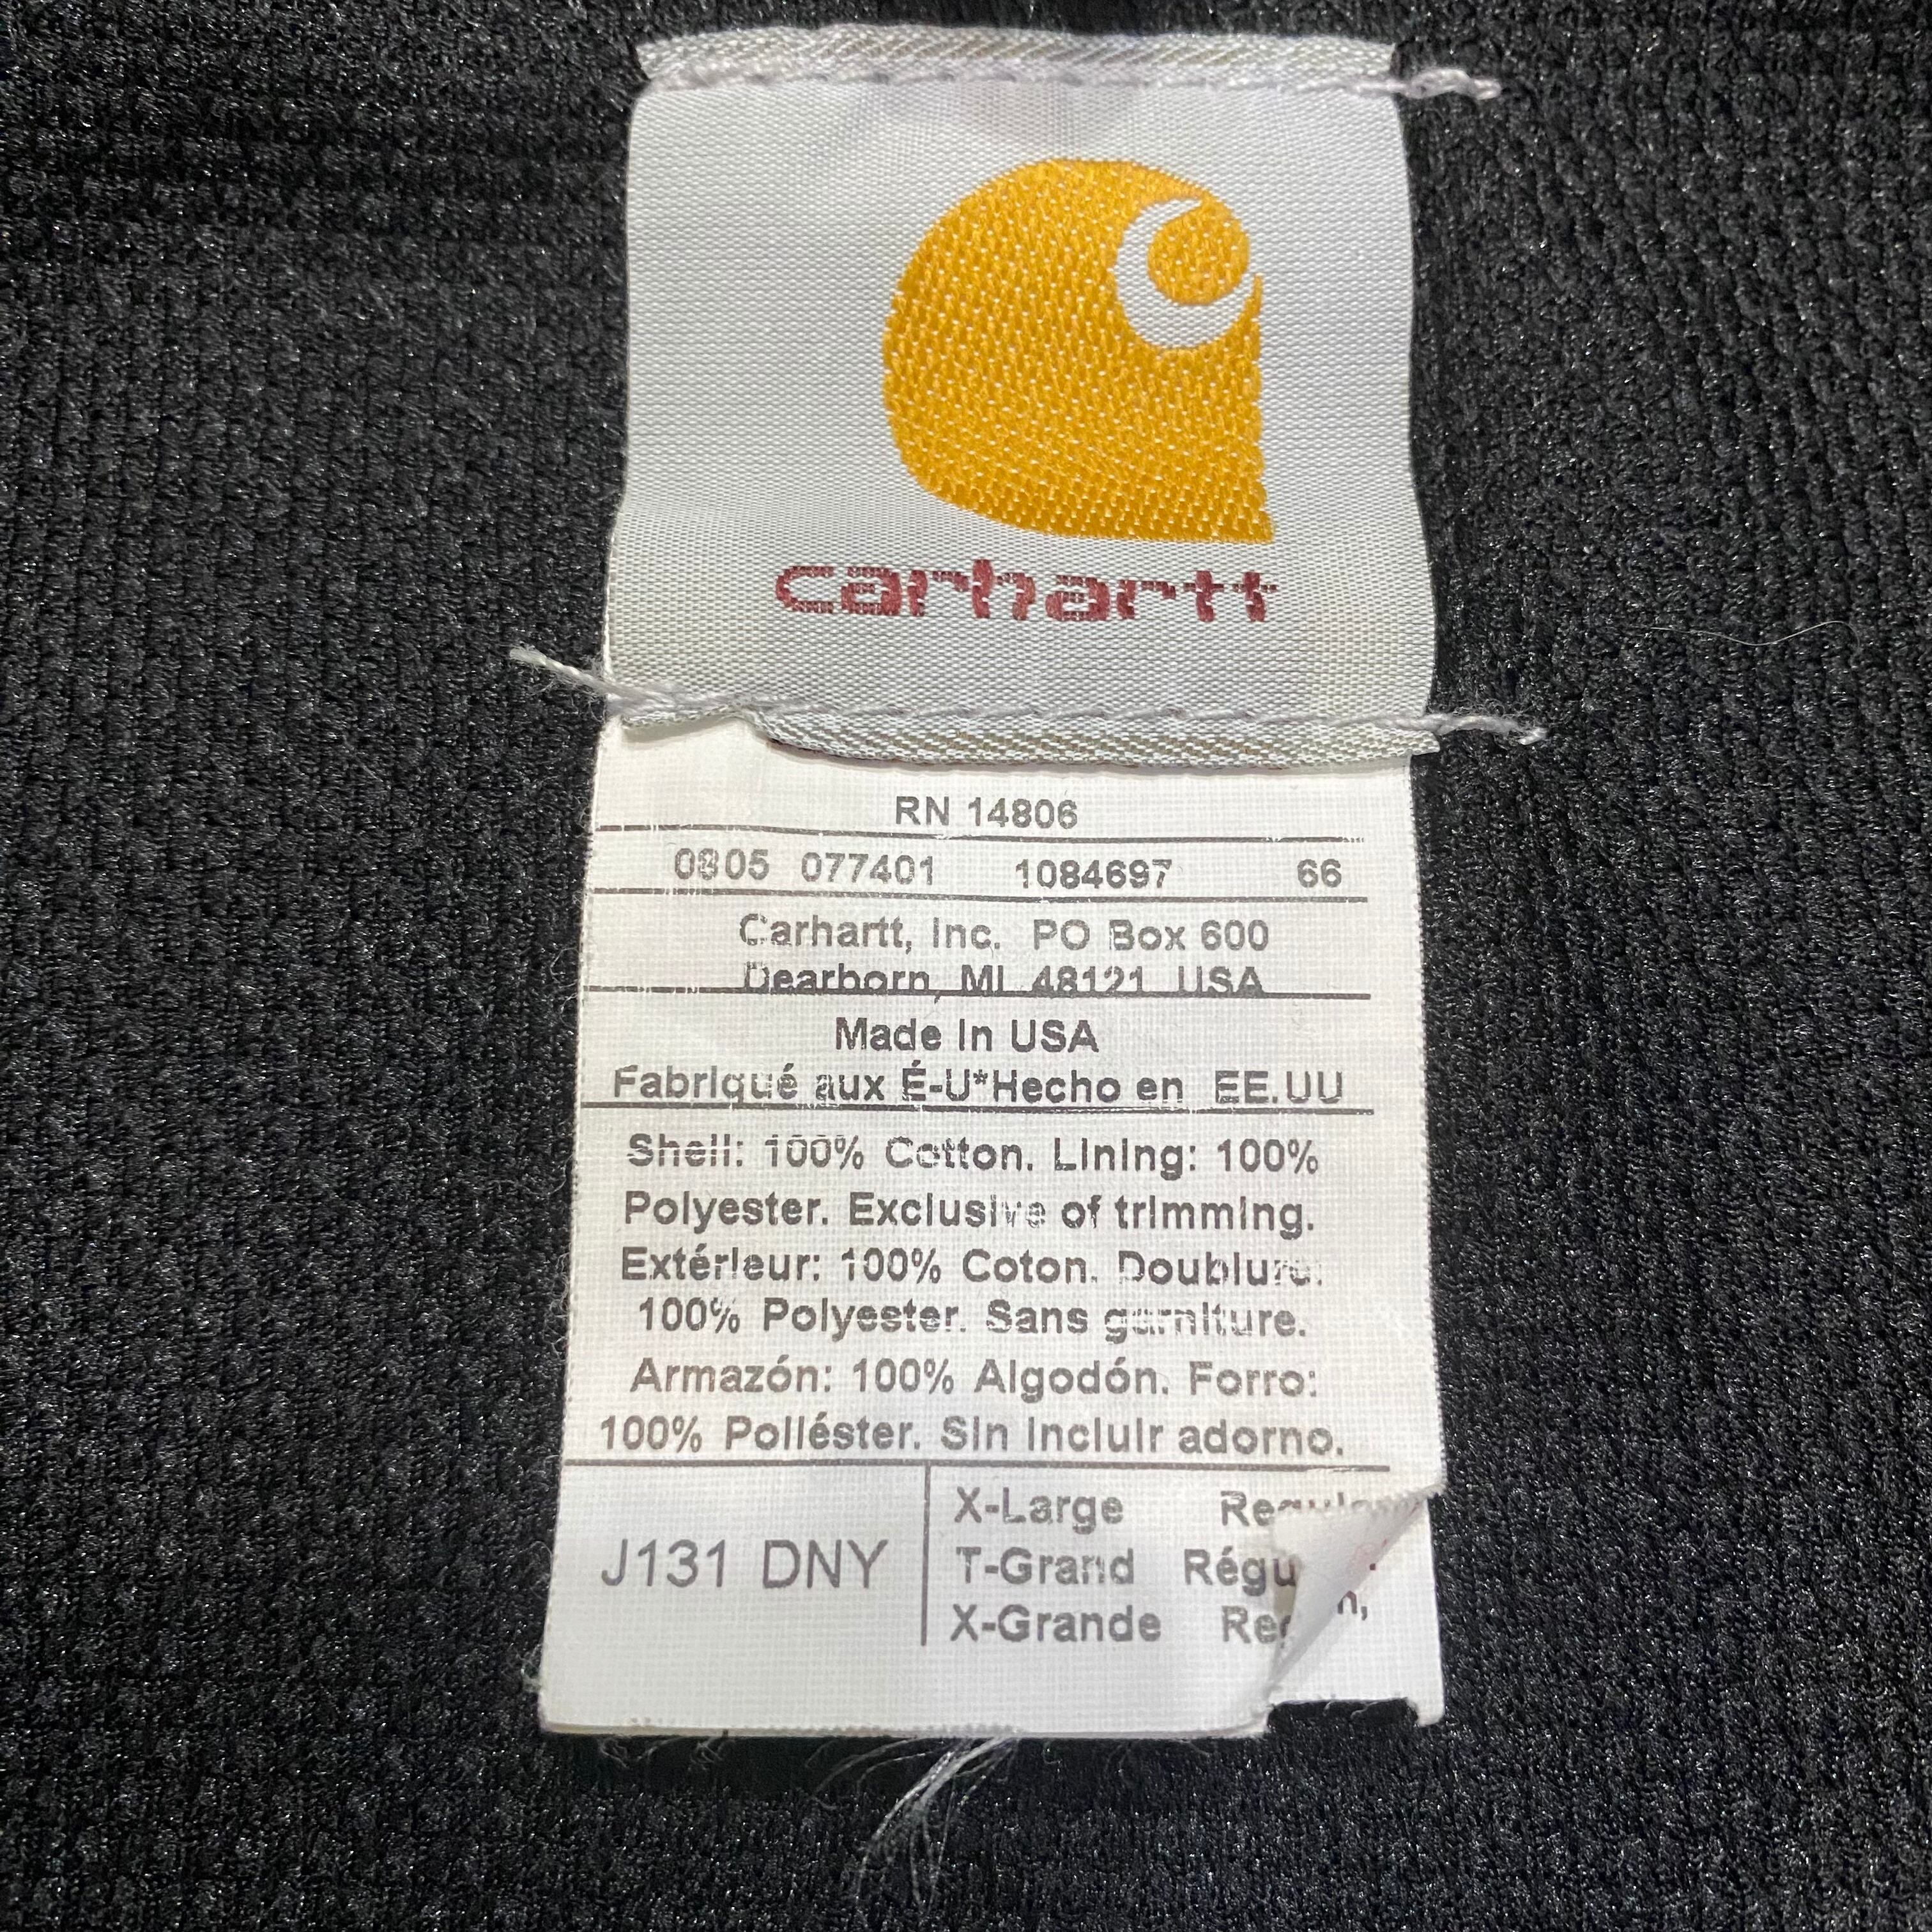 carhartt
RN 14806
0805 077401 1084697 66
Carhartt, Inc. PO Box 600
Dearborn, MI 48121 USA
Made In USA
Fabriqué aux É-U*Hecho en EE.UU
Shell: 100% Cotton. Lining: 100%
Polyester. Exclusive of trimming.
Extérieur: 100% Coton. Doublure:
100% Polyester. Sans garniture.
Armazón: 100% Algodón. Forro:
100% Poliéster. Sin incluir adorno.
J131 DNY
X-Large Regular
T-Grand
X-Grande